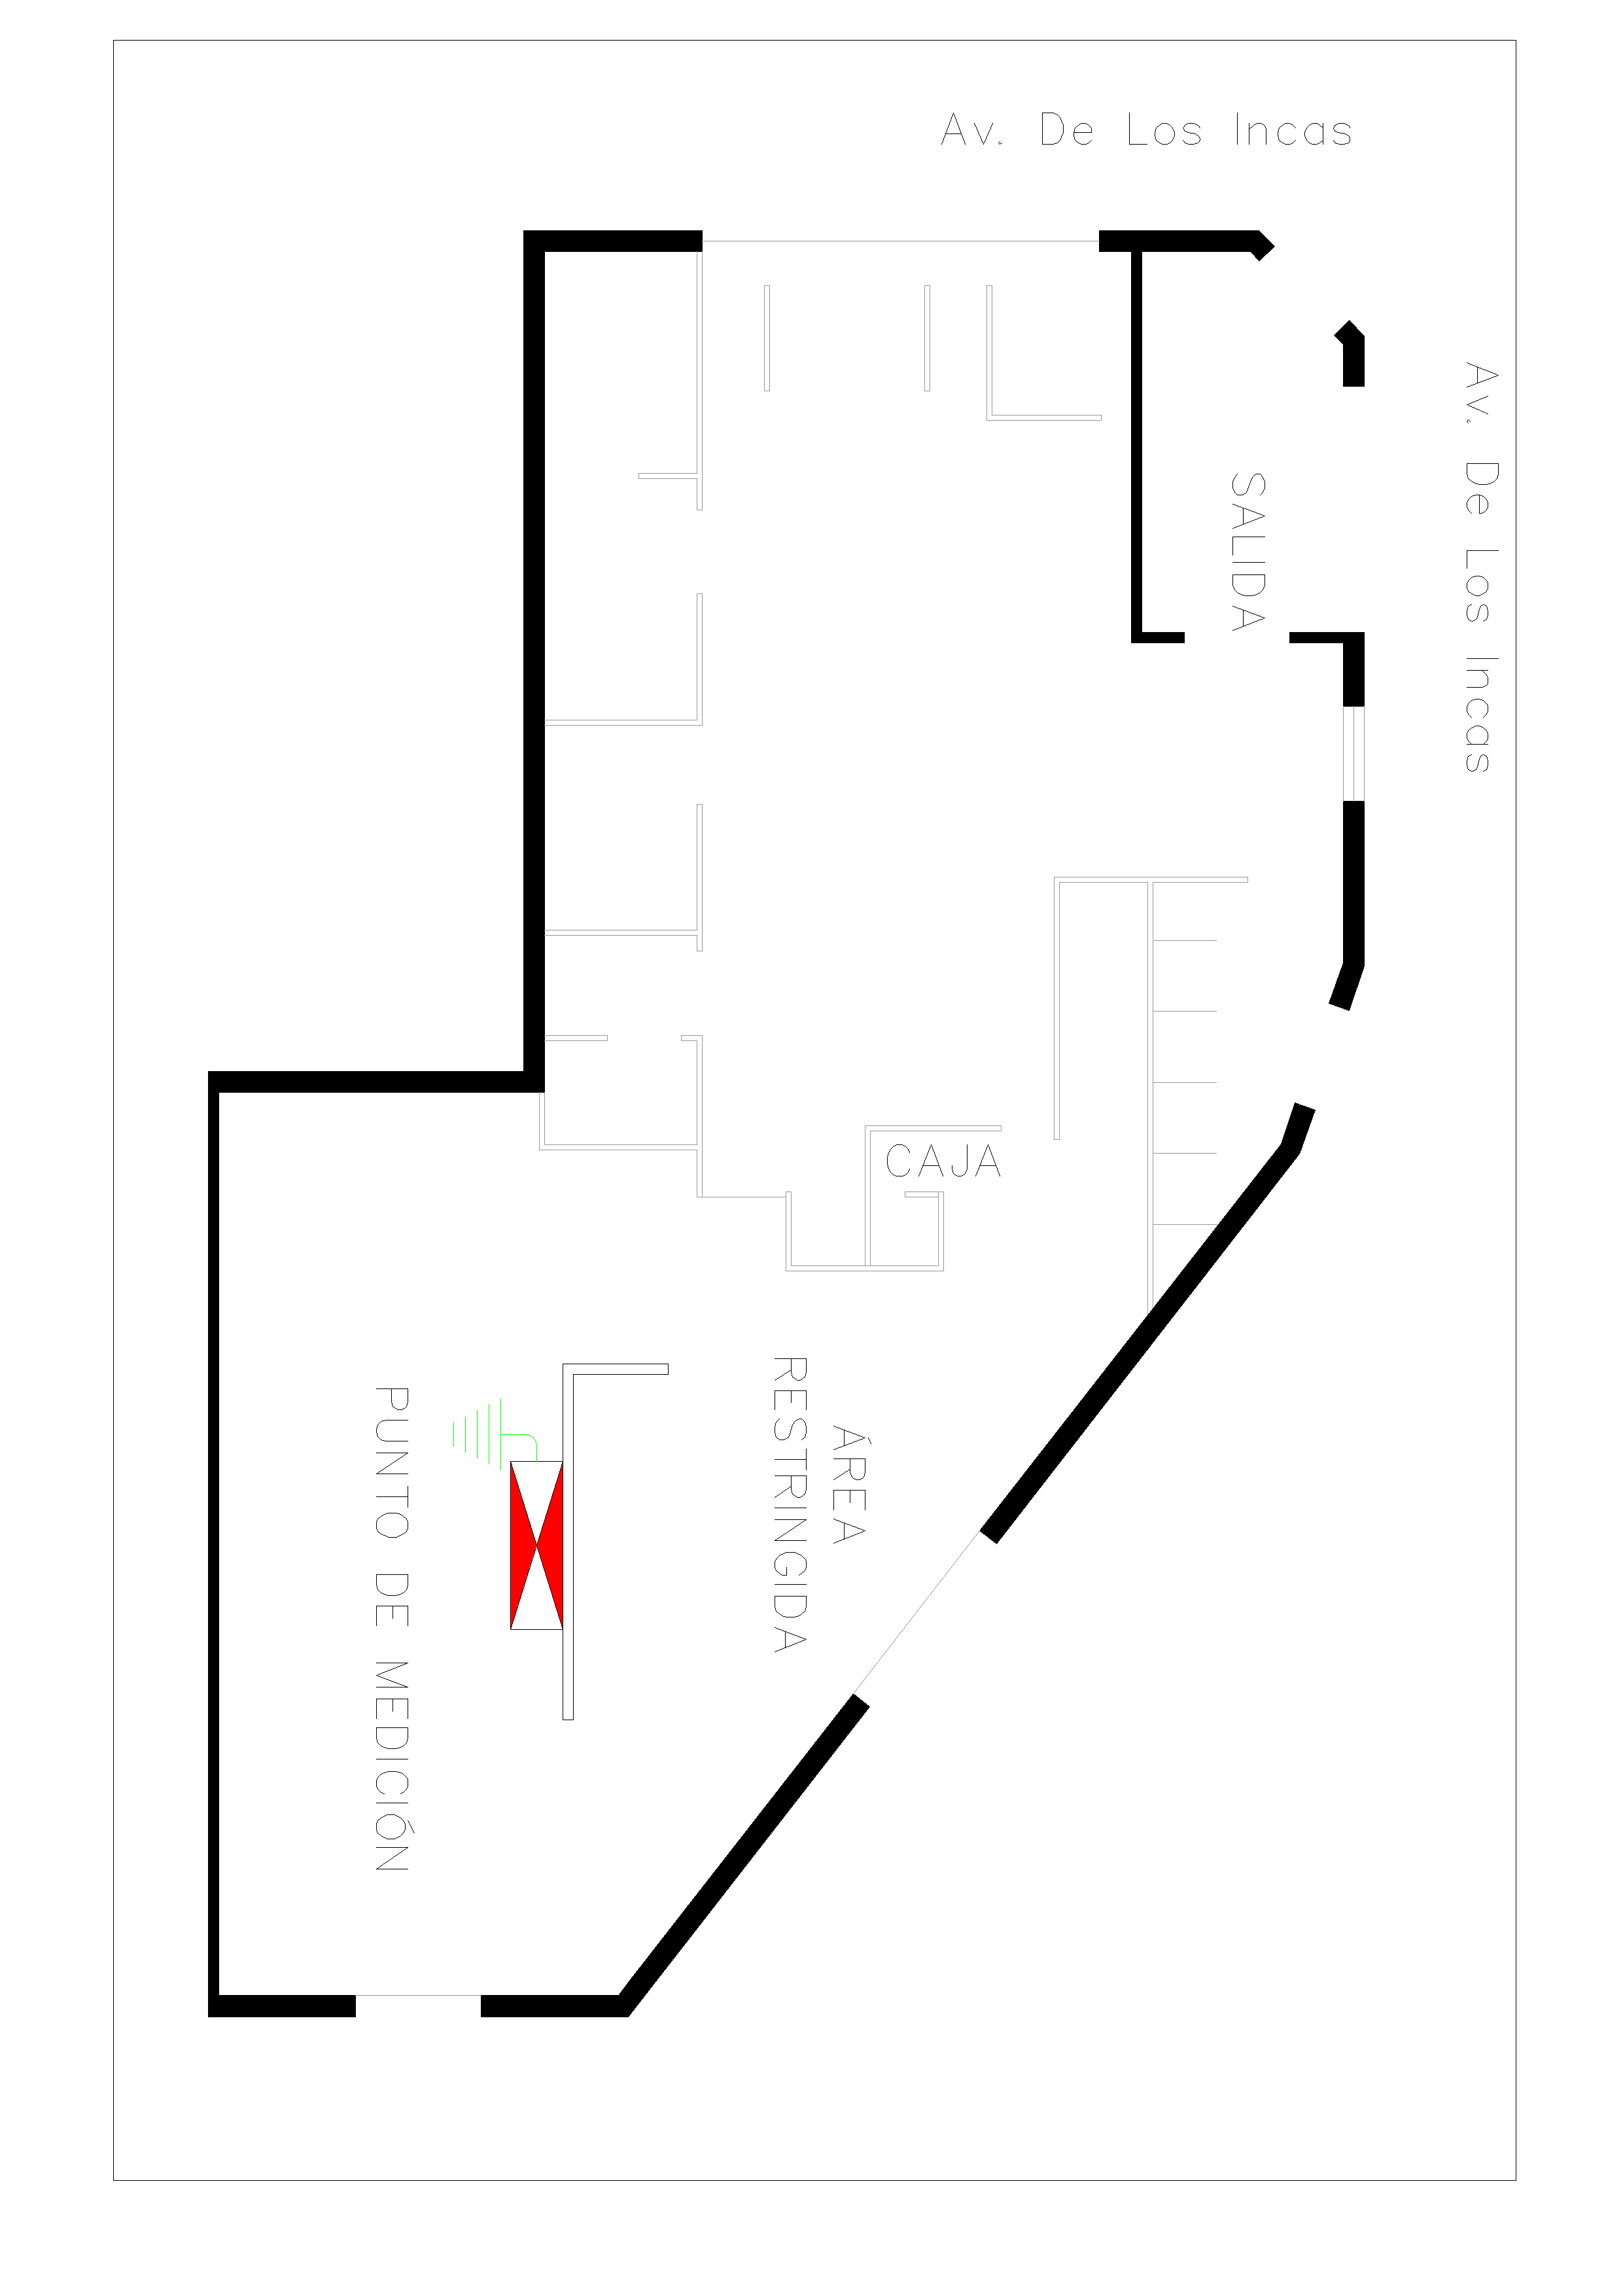 Av. De Los Incas
Av. De Los Incas
SALIDA
CAJA
ÁREA
RESTRINGIDA
PUNTO DE MEDICIÓN